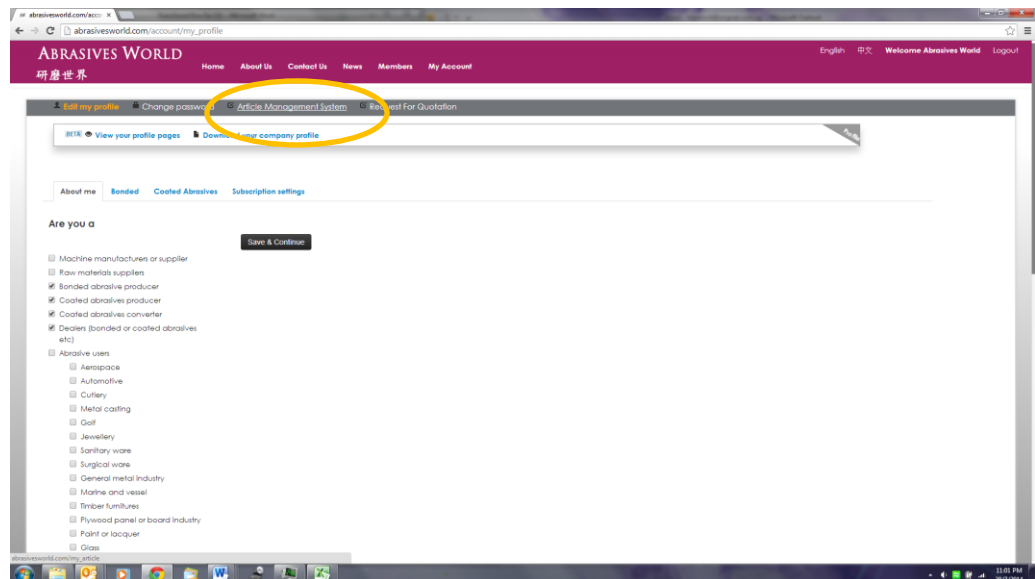 abrasivesworld.com/acco
abrasivesworld.com/account/my_profile
ABRASIVES WORLD
研磨世界
Home About Us Contact Us News Members My Account
English 中文 Welcome Abrasives World Logout
Edit my profile Change password Article Management System Request For Quotation
BETA View your profile pages Download your company profile
Profile
About me Bonded Coated Abrasives Subscription settings
Are you a
Save & Continue
Machine manufacturers or supplier
Raw materials suppliers
Bonded abrasive producer
Coated abrasives producer
Coated abrasives converter
Dealers (bonded or coated abrasives
etc)
Abrasive users
Aerospace
Automotive
Cutlery
Metal casting
Golf
Jewellery
Sanitary ware
Surgical ware
General metal industry
Marine and vessel
Timber furnitures
Plywood panel or board industry
Paint or lacquer
Glass
abrasivesworld.com/my_article
11:01 PM